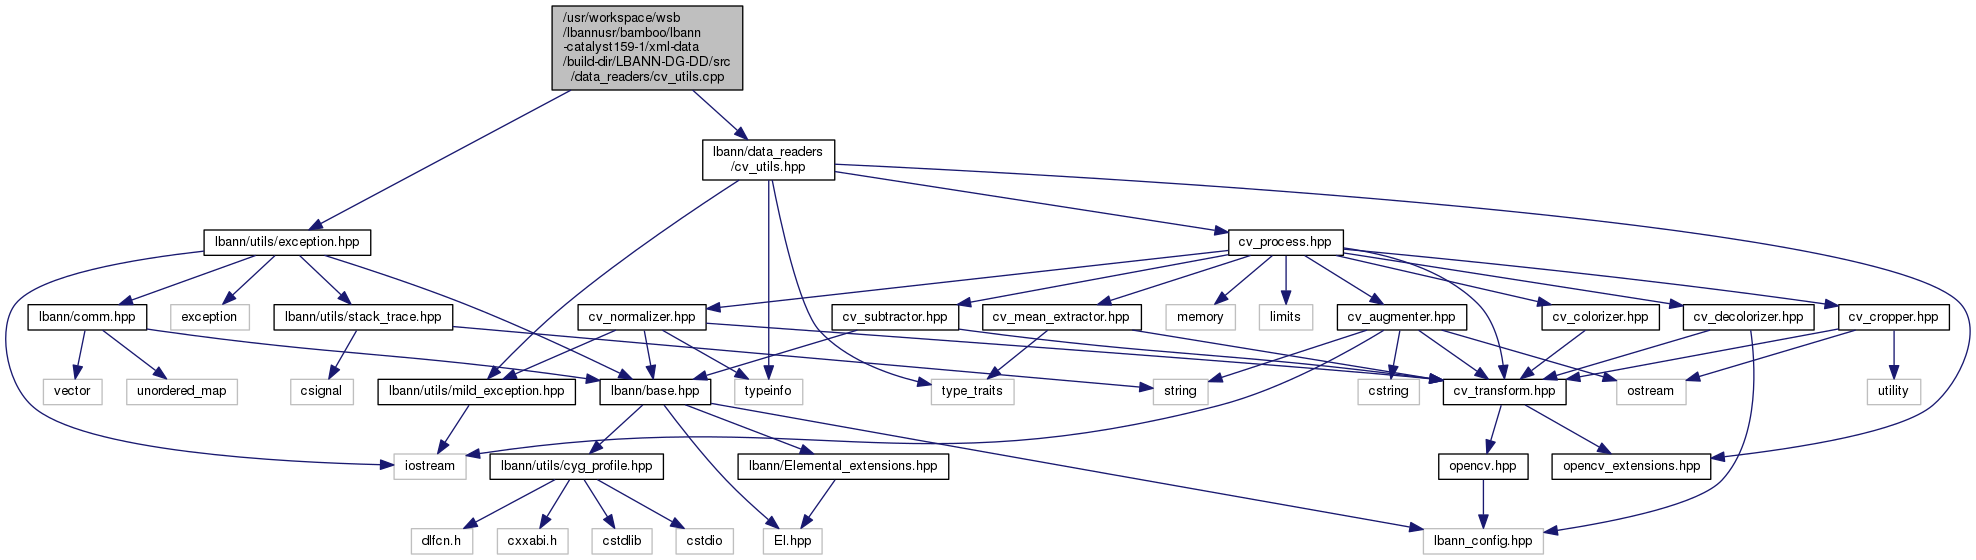 /usr/workspace/wsb
/lbannusr/bamboo/lbann
-catalyst159-1/xml-data
/build-dir/LBANN-DG-DD/src
/data_readers/cv_utils.cpp
lbann/data_readers
/cv_utils.hpp
lbann/utils/exception.hpp
cv_process.hpp
lbann/comm.hpp
exception
lbann/utils/stack_trace.hpp
cv_normalizer.hpp
cv_subtractor.hpp
cv_mean_extractor.hpp
memory
limits
cv_augmenter.hpp
cv_colorizer.hpp
cv_decolorizer.hpp
cv_cropper.hpp
vector
unordered_map
csignal
lbann/utils/mild_exception.hpp
lbann/base.hpp
typeinfo
type_traits
string
cstring
cv_transform.hpp
ostream
utility
iostream
lbann/utils/cyg_profile.hpp
lbann/Elemental_extensions.hpp
opencv.hpp
opencv_extensions.hpp
dlfcn.h
cxxabi.h
cstdlib
cstdio
El.hpp
lbann_config.hpp